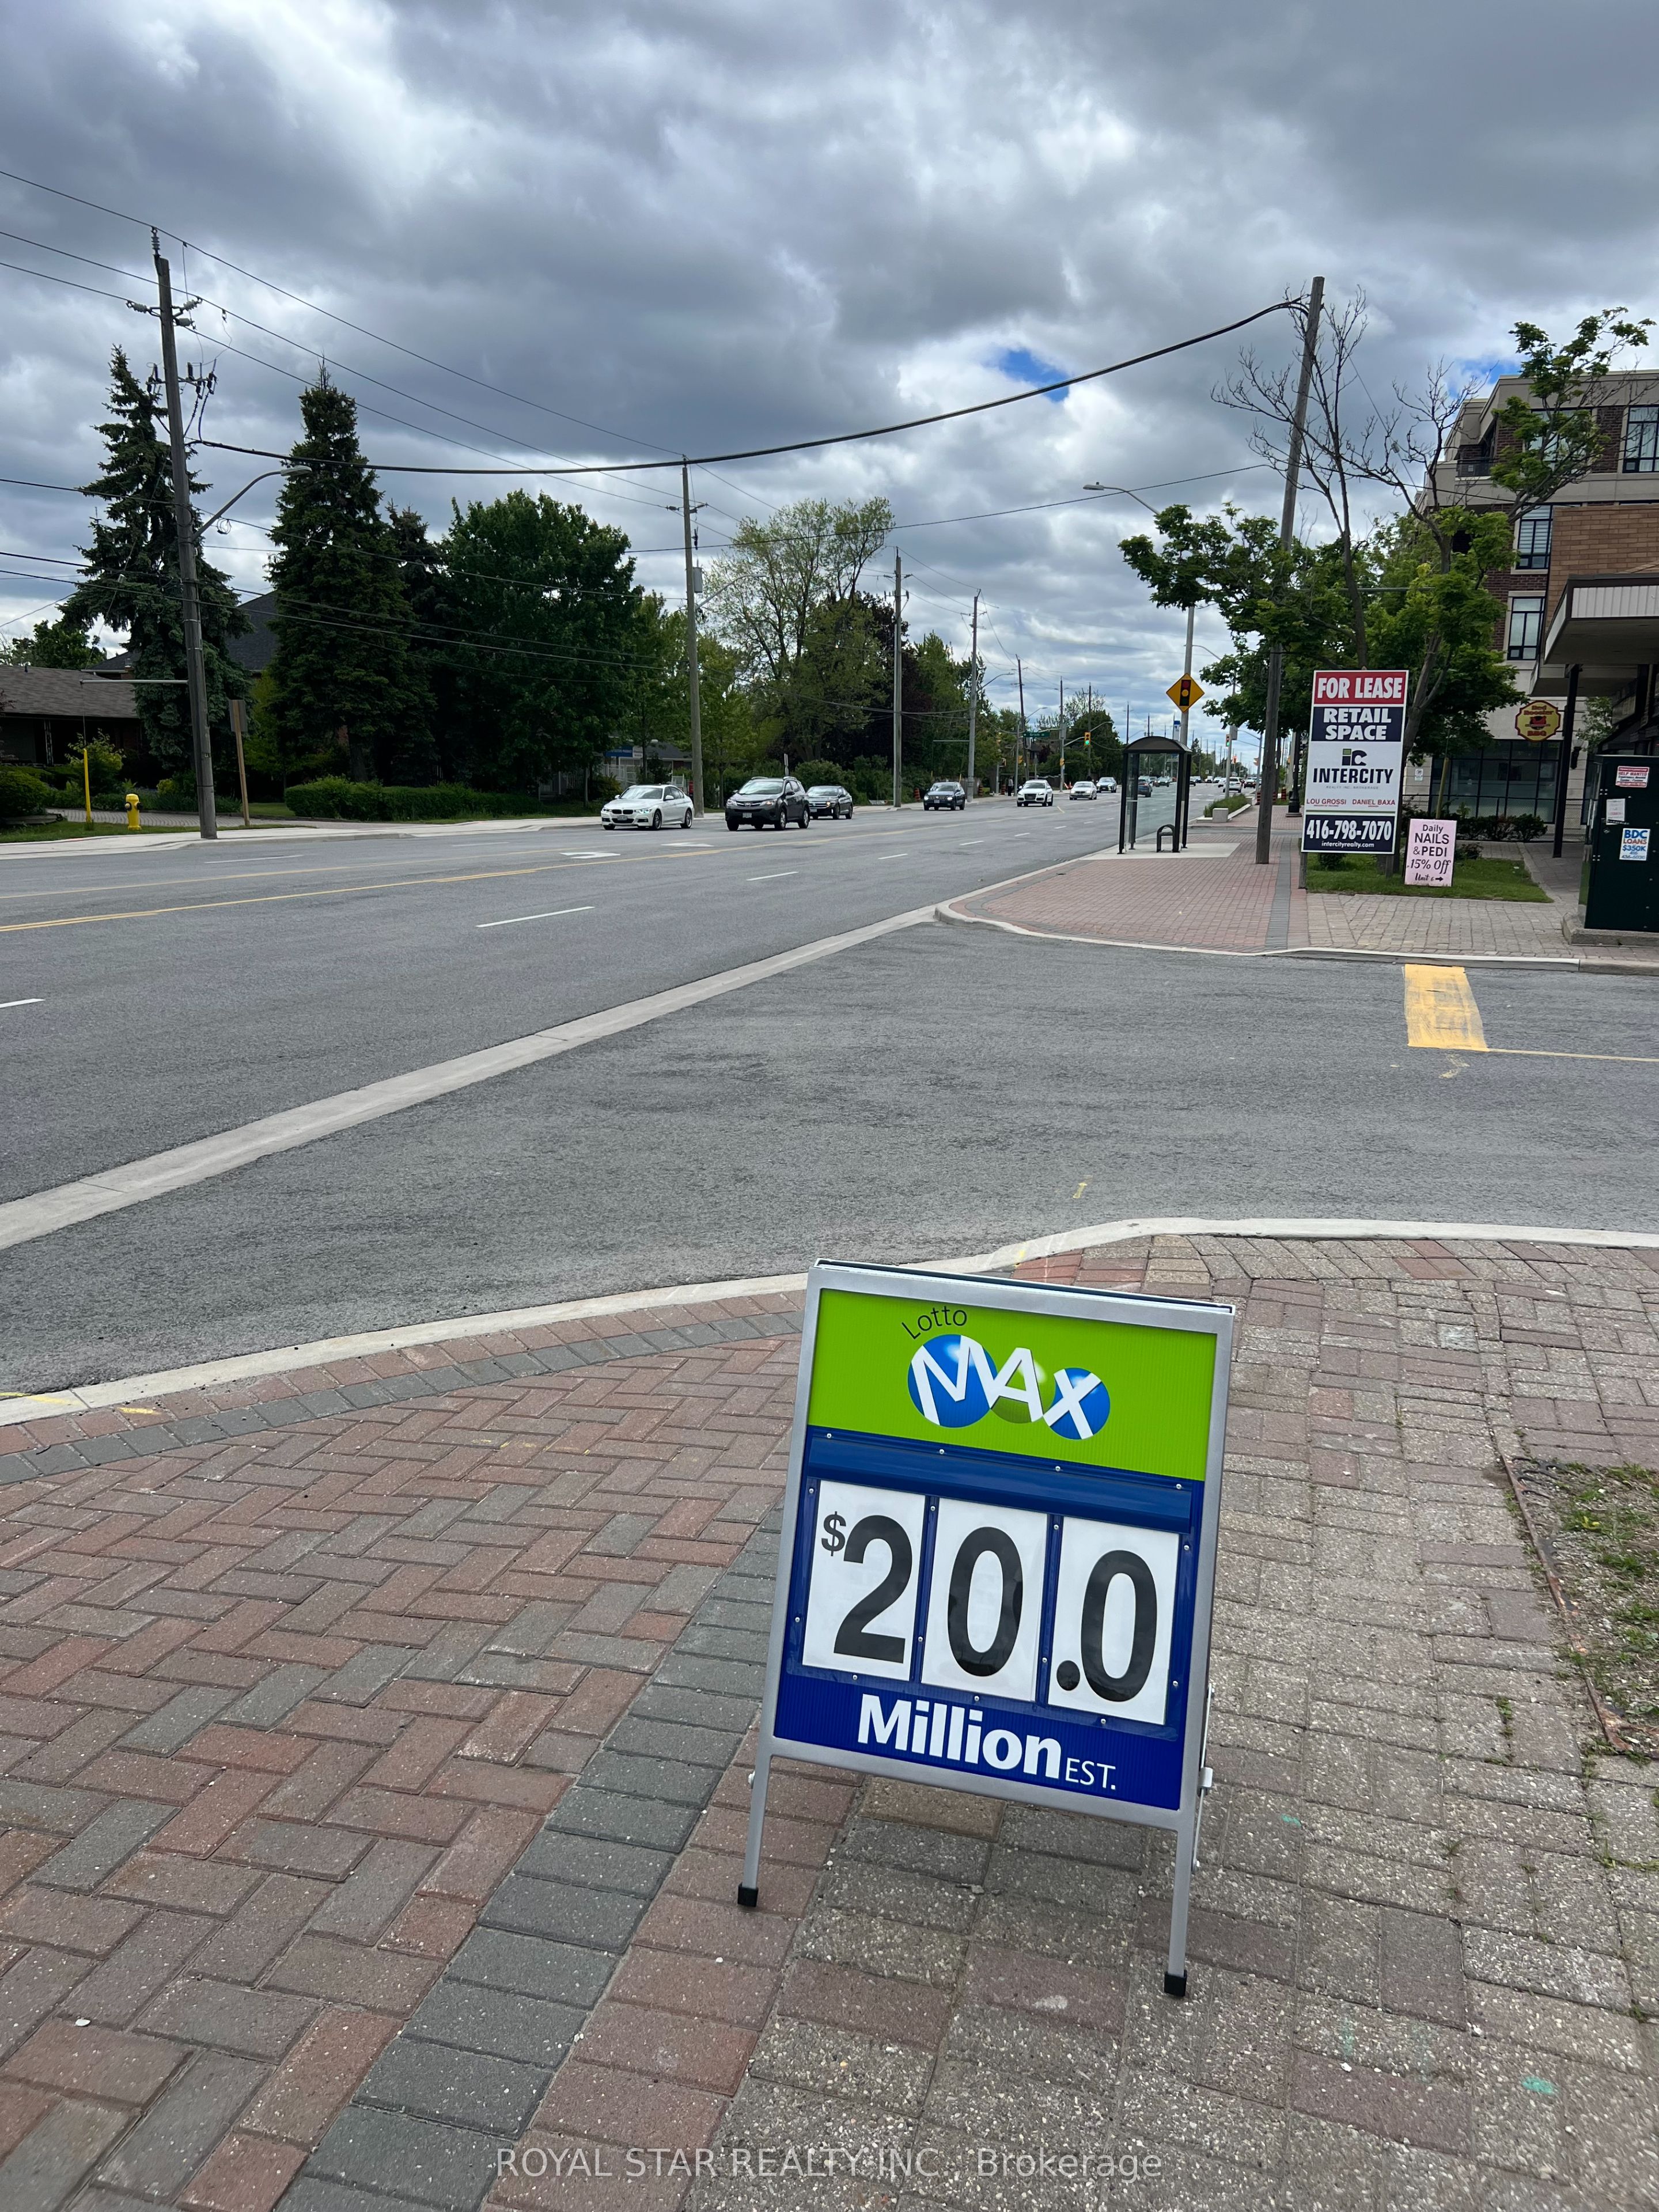 FOR LEASE
RETAIL
SPACE
INTERCITY
LOU GROSSI DANIEL BAXA
416-798-7070
intercityrealty.com
Daily
NAILS
& PEDI
15% Off
BDC
LOANS
$350K
Lotto
MAX
$20.0
Million EST.
ROYAL STAR REALTY INC., Brokerage